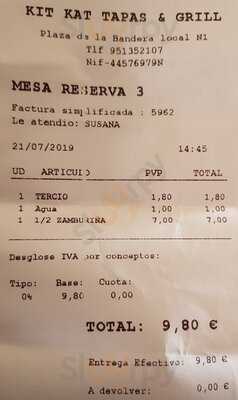 KIT KAT TAPAS & GRILL
Plaza de la Bandera local N1
Tlf 951352107
Nif-44576979N
MESA RESERVA 3
Factura simplificada : 5962
Le atendio: SUSANA
21/07/2019 14:45
UD ARTICULO PVP TOTAL
1 TERCIO 1,80 1,80
1 Agua 1,00 1,00
1 1/2 ZAMBURIÑA 7,00 7,00
Desglose IVA por conceptos:
Tipo: Base: Cuota:
0% 9,80 0,00
TOTAL: 9,80 €
Entrega Efectivo: 9,80 €
A devolver: 0,00 €